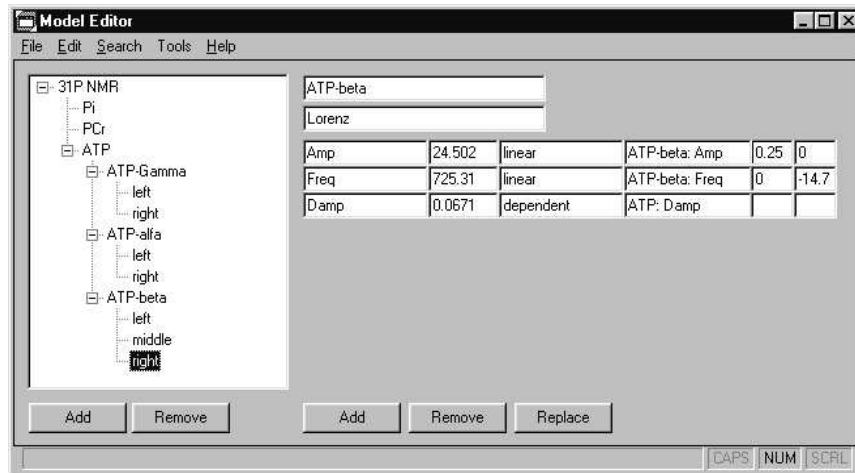 Model Editor
File Edit Search Tools Help
31P NMR
Pi
PCr
ATP
ATP-Gamma
left
right
ATP-alfa
left
right
ATP-beta
left
middle
right
Add Remove
ATP-beta
Lorenz
Amp 24.502 linear ATP-beta: Amp 0.25 0
Freq 725.31 linear ATP-beta: Freq 0 -14.7
Damp 0.0671 dependent ATP: Damp
Add Remove Replace
CAPS NUM SCRL